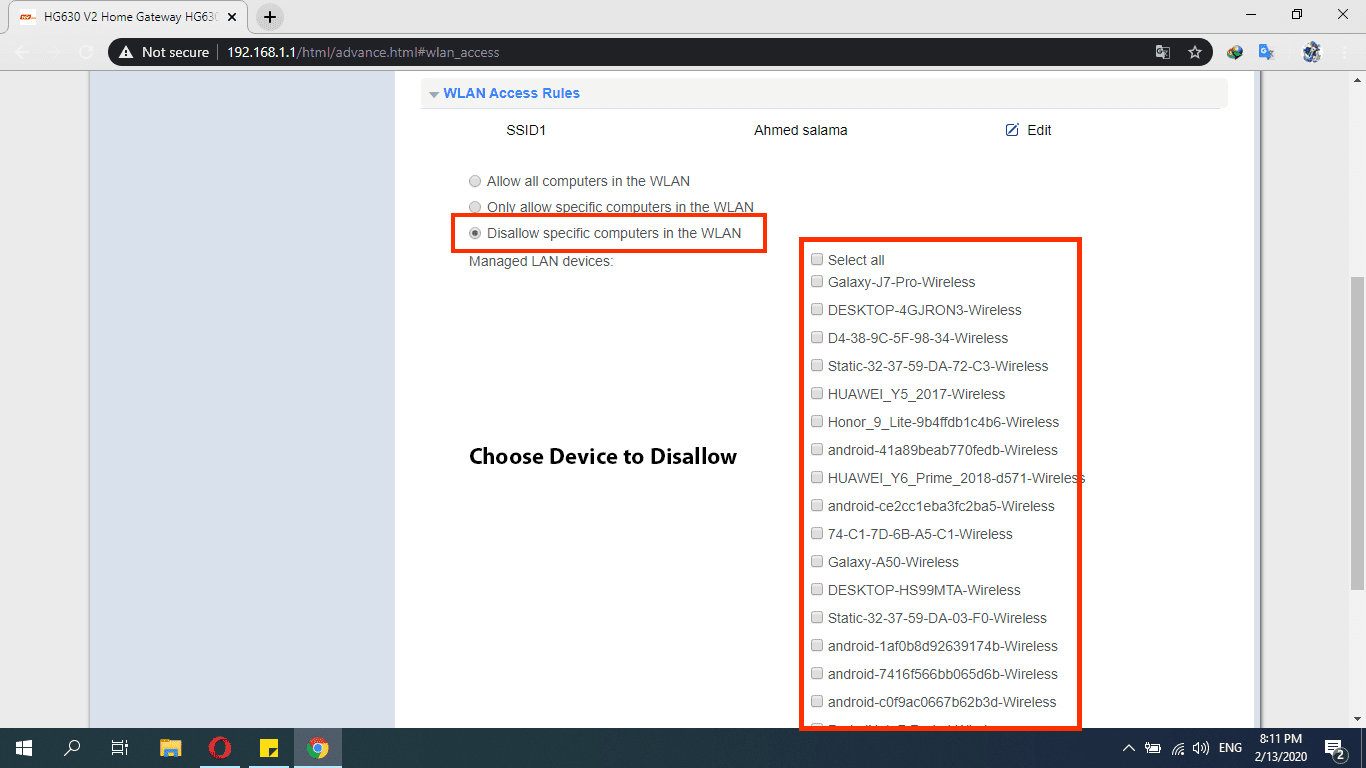 HG630 V2 Home Gateway HG630
Not secure 192.168.1.1/html/advance.html#wlan_access
WLAN Access Rules
SSID1 Ahmed salama Edit
Allow all computers in the WLAN
Only allow specific computers in the WLAN
Disallow specific computers in the WLAN
Managed LAN devices:
Select all
Galaxy-J7-Pro-Wireless
DESKTOP-4GJRON3-Wireless
D4-38-9C-5F-98-34-Wireless
Static-32-37-59-DA-72-C3-Wireless
HUAWEI_Y5_2017-Wireless
Honor_9_Lite-9b4ffdb1c4b6-Wireless
android-41a89beab770fedb-Wireless
Choose Device to Disallow
HUAWEI_Y6_Prime_2018-d571-Wireless
android-ce2cc1eba3fc2ba5-Wireless
74-C1-7D-6B-A5-C1-Wireless
Galaxy-A50-Wireless
DESKTOP-HS99MTA-Wireless
Static-32-37-59-DA-03-F0-Wireless
android-1af0b8d92639174b-Wireless
android-7416f566bb065d6b-Wireless
android-c0f9ac0667b62b3d-Wireless
ENG
8:11 PM
2/13/2020
2